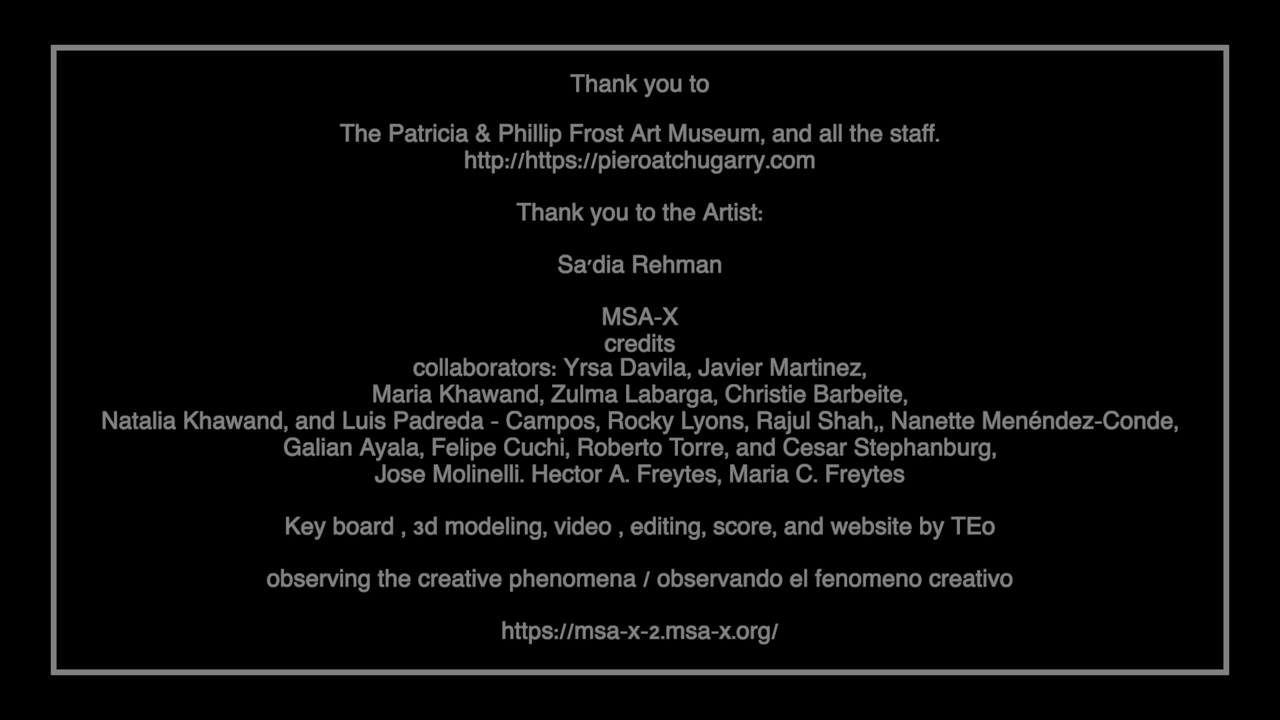 Thank you to
The Patricia & Phillip Frost Art Museum, and all the staff.
http://https://pieroatchugarry.com
Thank you to the Artist:
Sa'dia Rehman
MSA-X
credits
collaborators: Yrsa Davila, Javier Martinez,
Maria Khawand, Zulma Labarga, Christie Barbeite,
Natalia Khawand, and Luis Padreda - Campos, Rocky Lyons, Rajul Shah,, Nanette Menéndez-Conde,
Galian Ayala, Felipe Cuchi, Roberto Torre, and Cesar Stephanburg,
Jose Molinelli. Hector A. Freytes, Maria C. Freytes
Key board , 3d modeling, video , editing, score, and website by TEo
observing the creative phenomena / observando el fenomeno creativo
https://msa-x-2.msa-x.org/